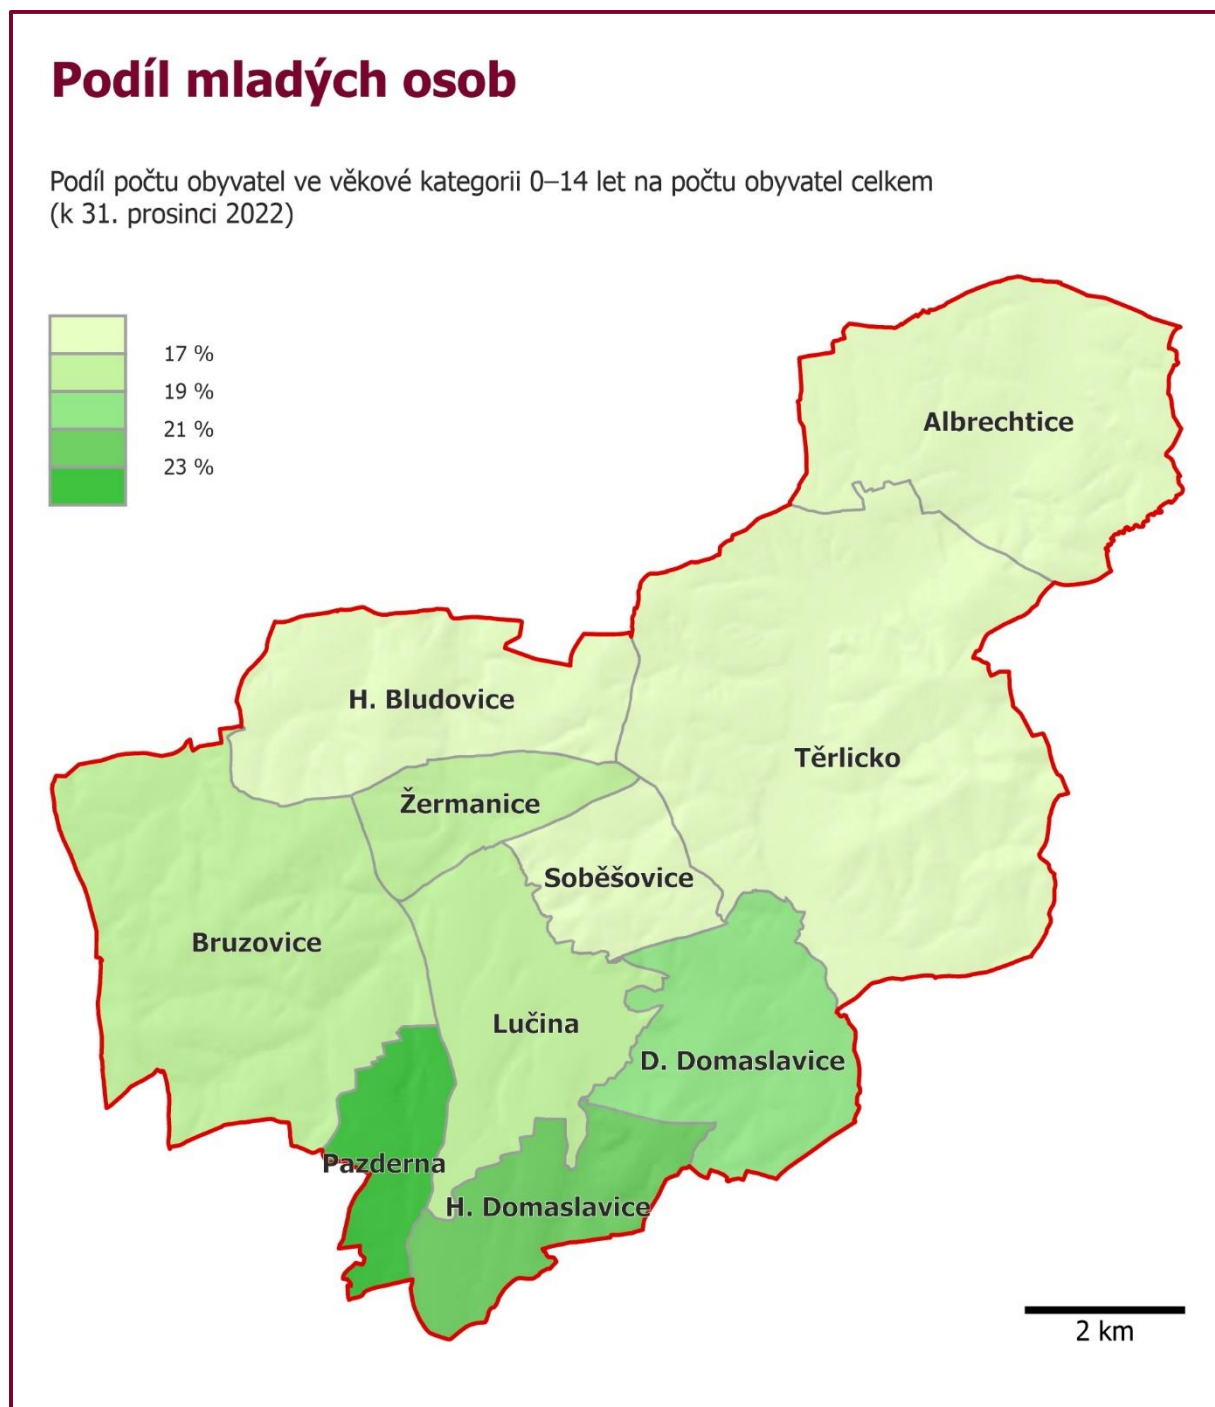 Podíl mladých osob
Podíl počtu obyvatel ve věkové kategorii 0–14 let na počtu obyvatel celkem
(k 31. prosinci 2022)
17 %
19 %
21 %
23 %
Albrechtice
H. Bludovice
Těrlicko
Žermanice
Soběšovice
Bruzovice
Lučina
D. Domaslavice
Pazderna
H. Domaslavice
2 km